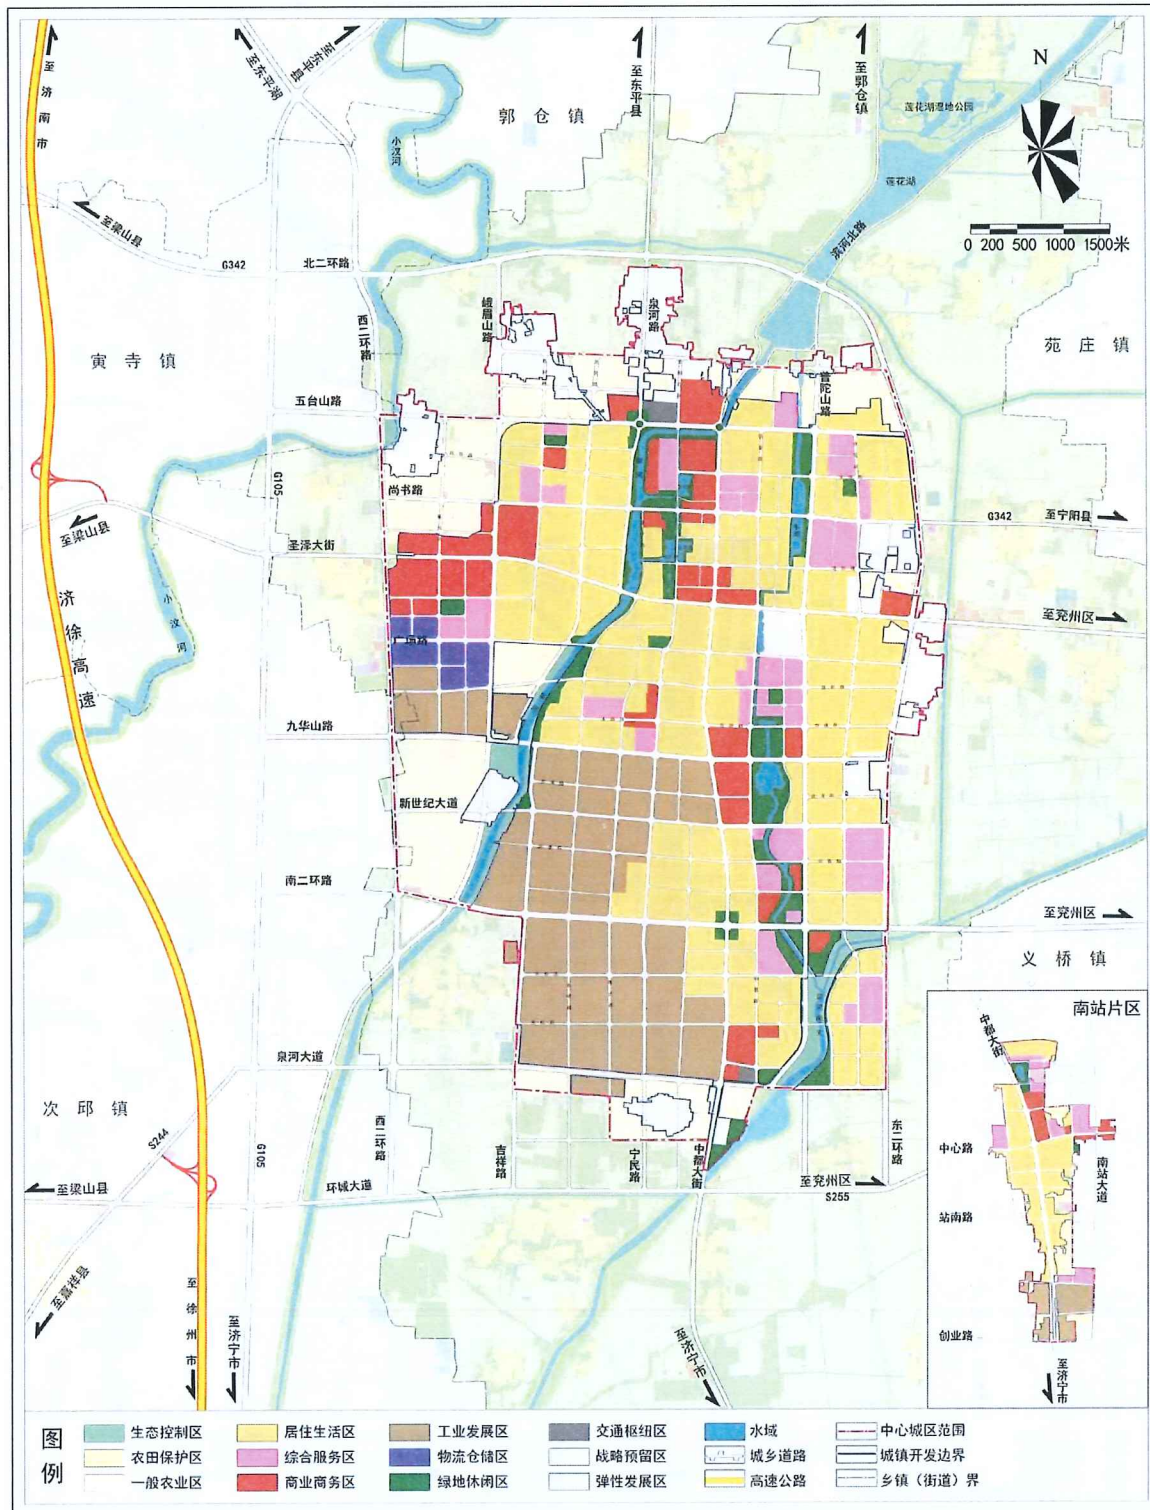 至济南市
至东平湖
至东平县
至东平县
至郭仓镇
N
莲花湖湿地公园
郭仓镇
小汶河
莲花湖
至梁山县
滨河北路
0 200 500 1000 1500米
G342
北二环路
峨眉山路
泉河路
西二环路
苑庄镇
寅寺镇
普陀山路
五台山路
G105
尚书路
G342
至宁阳县
至梁山县
圣泽大街
济徐高速
小汶河
至兖州区
广场路
九华山路
新世纪大道
南二环路
至兖州区
义桥镇
南站片区
中都大街
泉河大道
次邱镇
S244
G105
西二环路
吉祥路
宁民路
中都大街
东二环路
中心路
南站大道
至梁山县
环城大道
至兖州区
S255
站南路
至嘉祥县
至徐州市
至济宁市
至济宁市
创业路
至济宁市
图例
生态控制区
居住生活区
工业发展区
交通枢纽区
水域
中心城区范围
农田保护区
综合服务区
物流仓储区
战略预留区
城乡道路
城镇开发边界
一般农业区
商业商务区
绿地休闲区
弹性发展区
高速公路
乡镇（街道）界